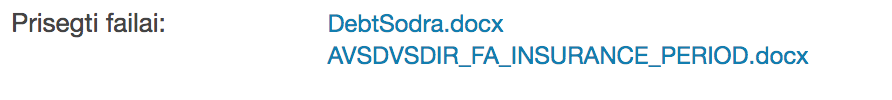 Prisegti failai: DebtSodra.docx
AVSDVSDIR_FA_INSURANCE_PERIOD.docx